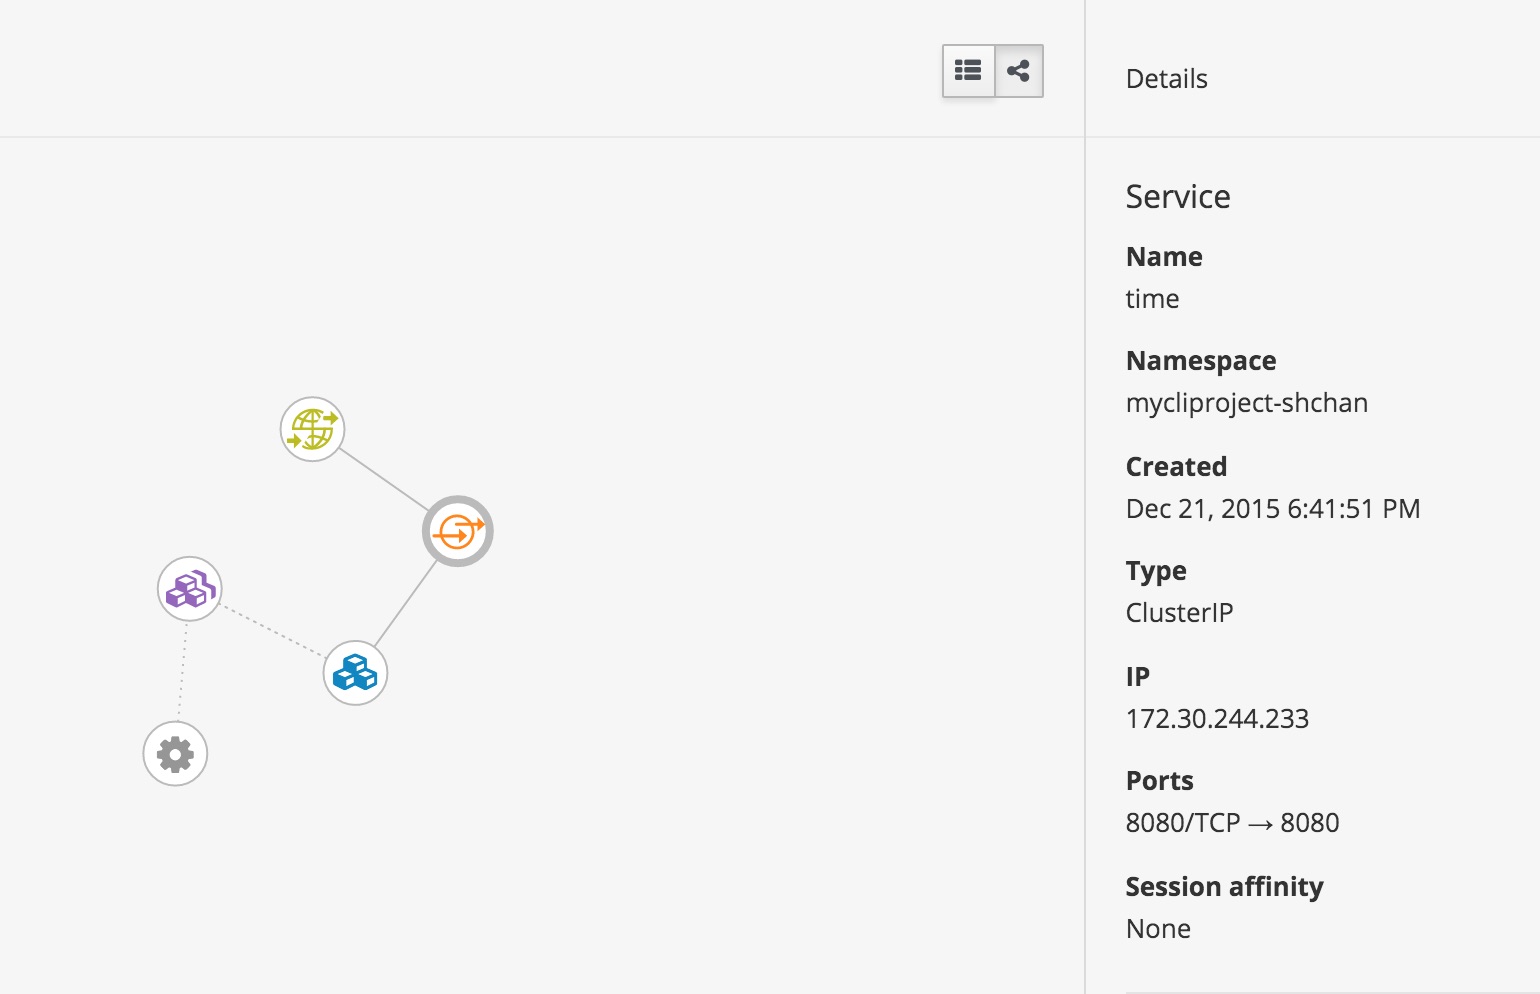 Details
Service
Name
time
Namespace
mycliproject-shchan
Created
Dec 21, 2015 6:41:51 PM
Type
ClusterIP
IP
172.30.244.233
Ports
8080/TCP → 8080
Session affinity
None